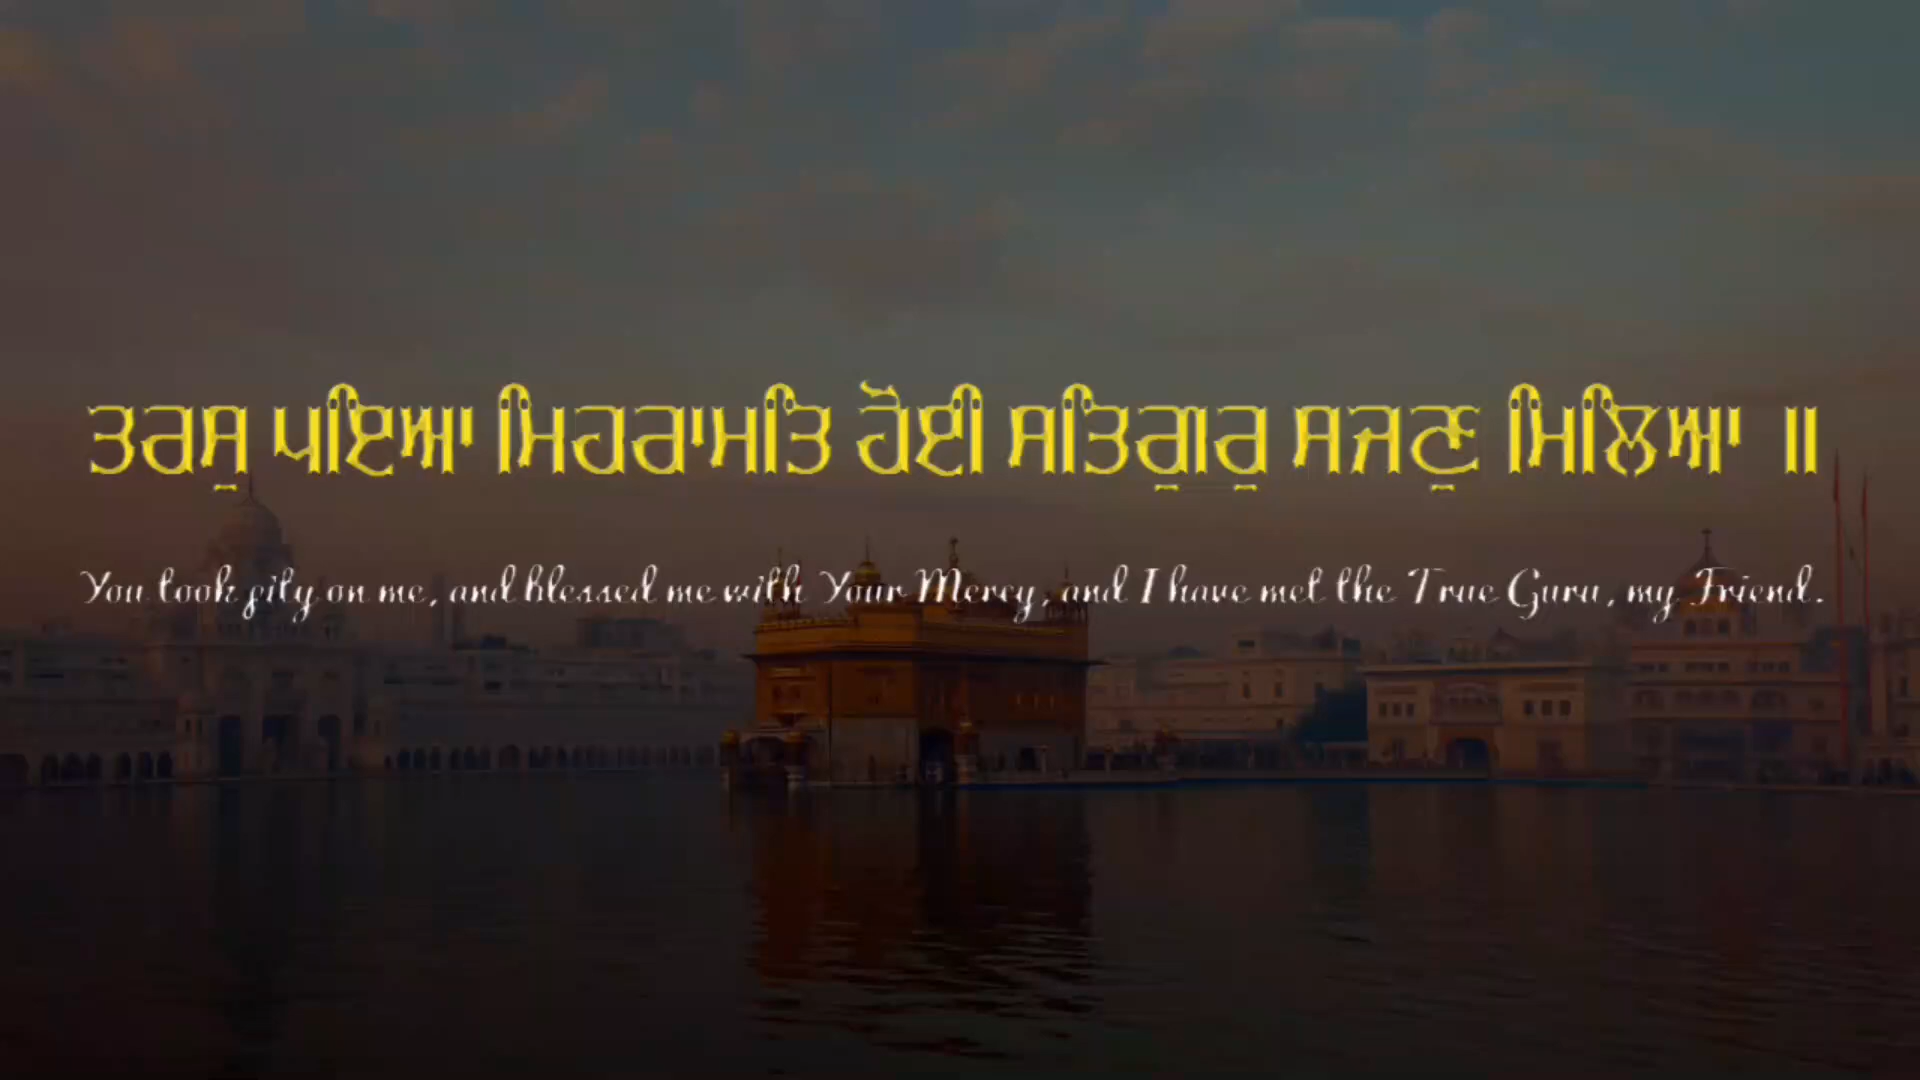 ਤਰਸੁ ਪਇਆ ਮਿਹਰਾਮਤਿ ਹੋਈ ਸਤਿਗੁਰੁ ਸਜਣੁ ਮਿਲਿਆ ॥
You took pity on me, and blessed me with Your Mercy, and I have met the True Guru, my Friend.